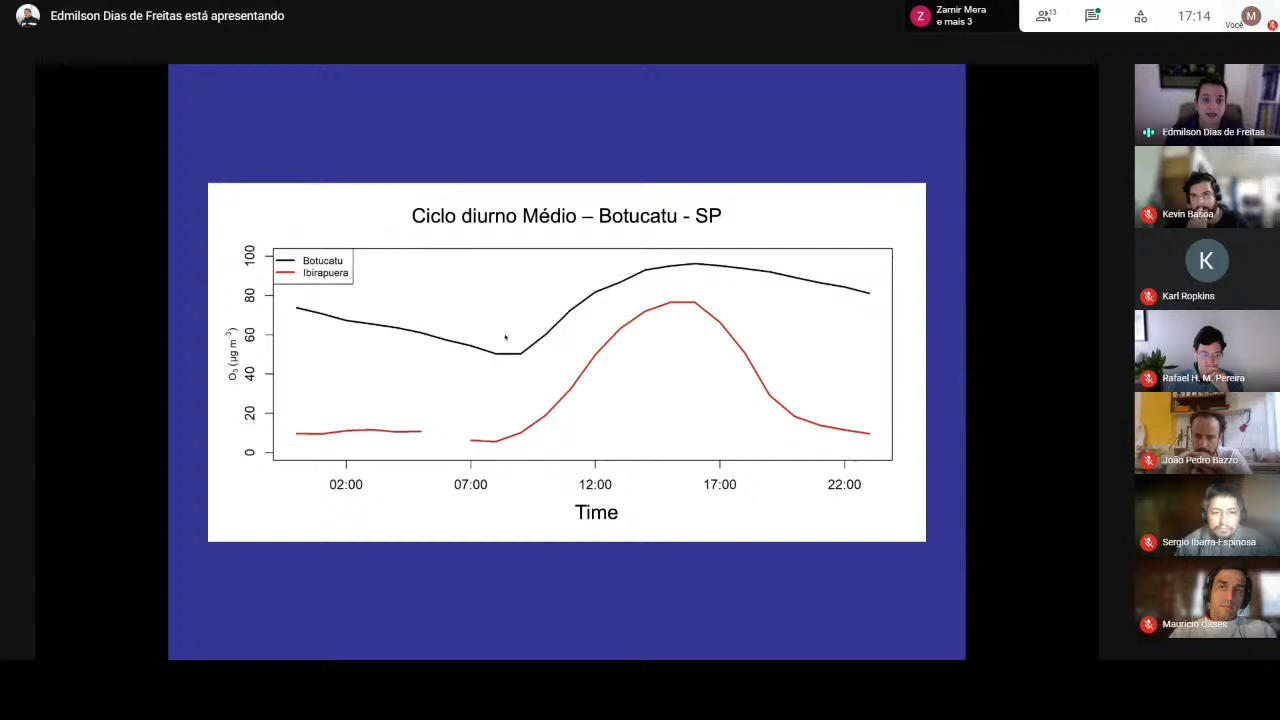 Edmilson Dias de Freitas está apresentando
Z
Zamir Mera
e mais 3
13
17:14
M
Você
Edmilson Dias de Freitas
Kevin Basoa
K
Karl Ropkins
Rafael H. M. Pereira
João Pedro Bazzo
Sergio Ibarra-Espinosa
Mauricio Osses
Ciclo diurno Médio – Botucatu - SP
Botucatu
Ibirapuera
O₃ (µg m⁻³)
100
80
60
40
20
0
02:00
07:00
12:00
17:00
22:00
Time